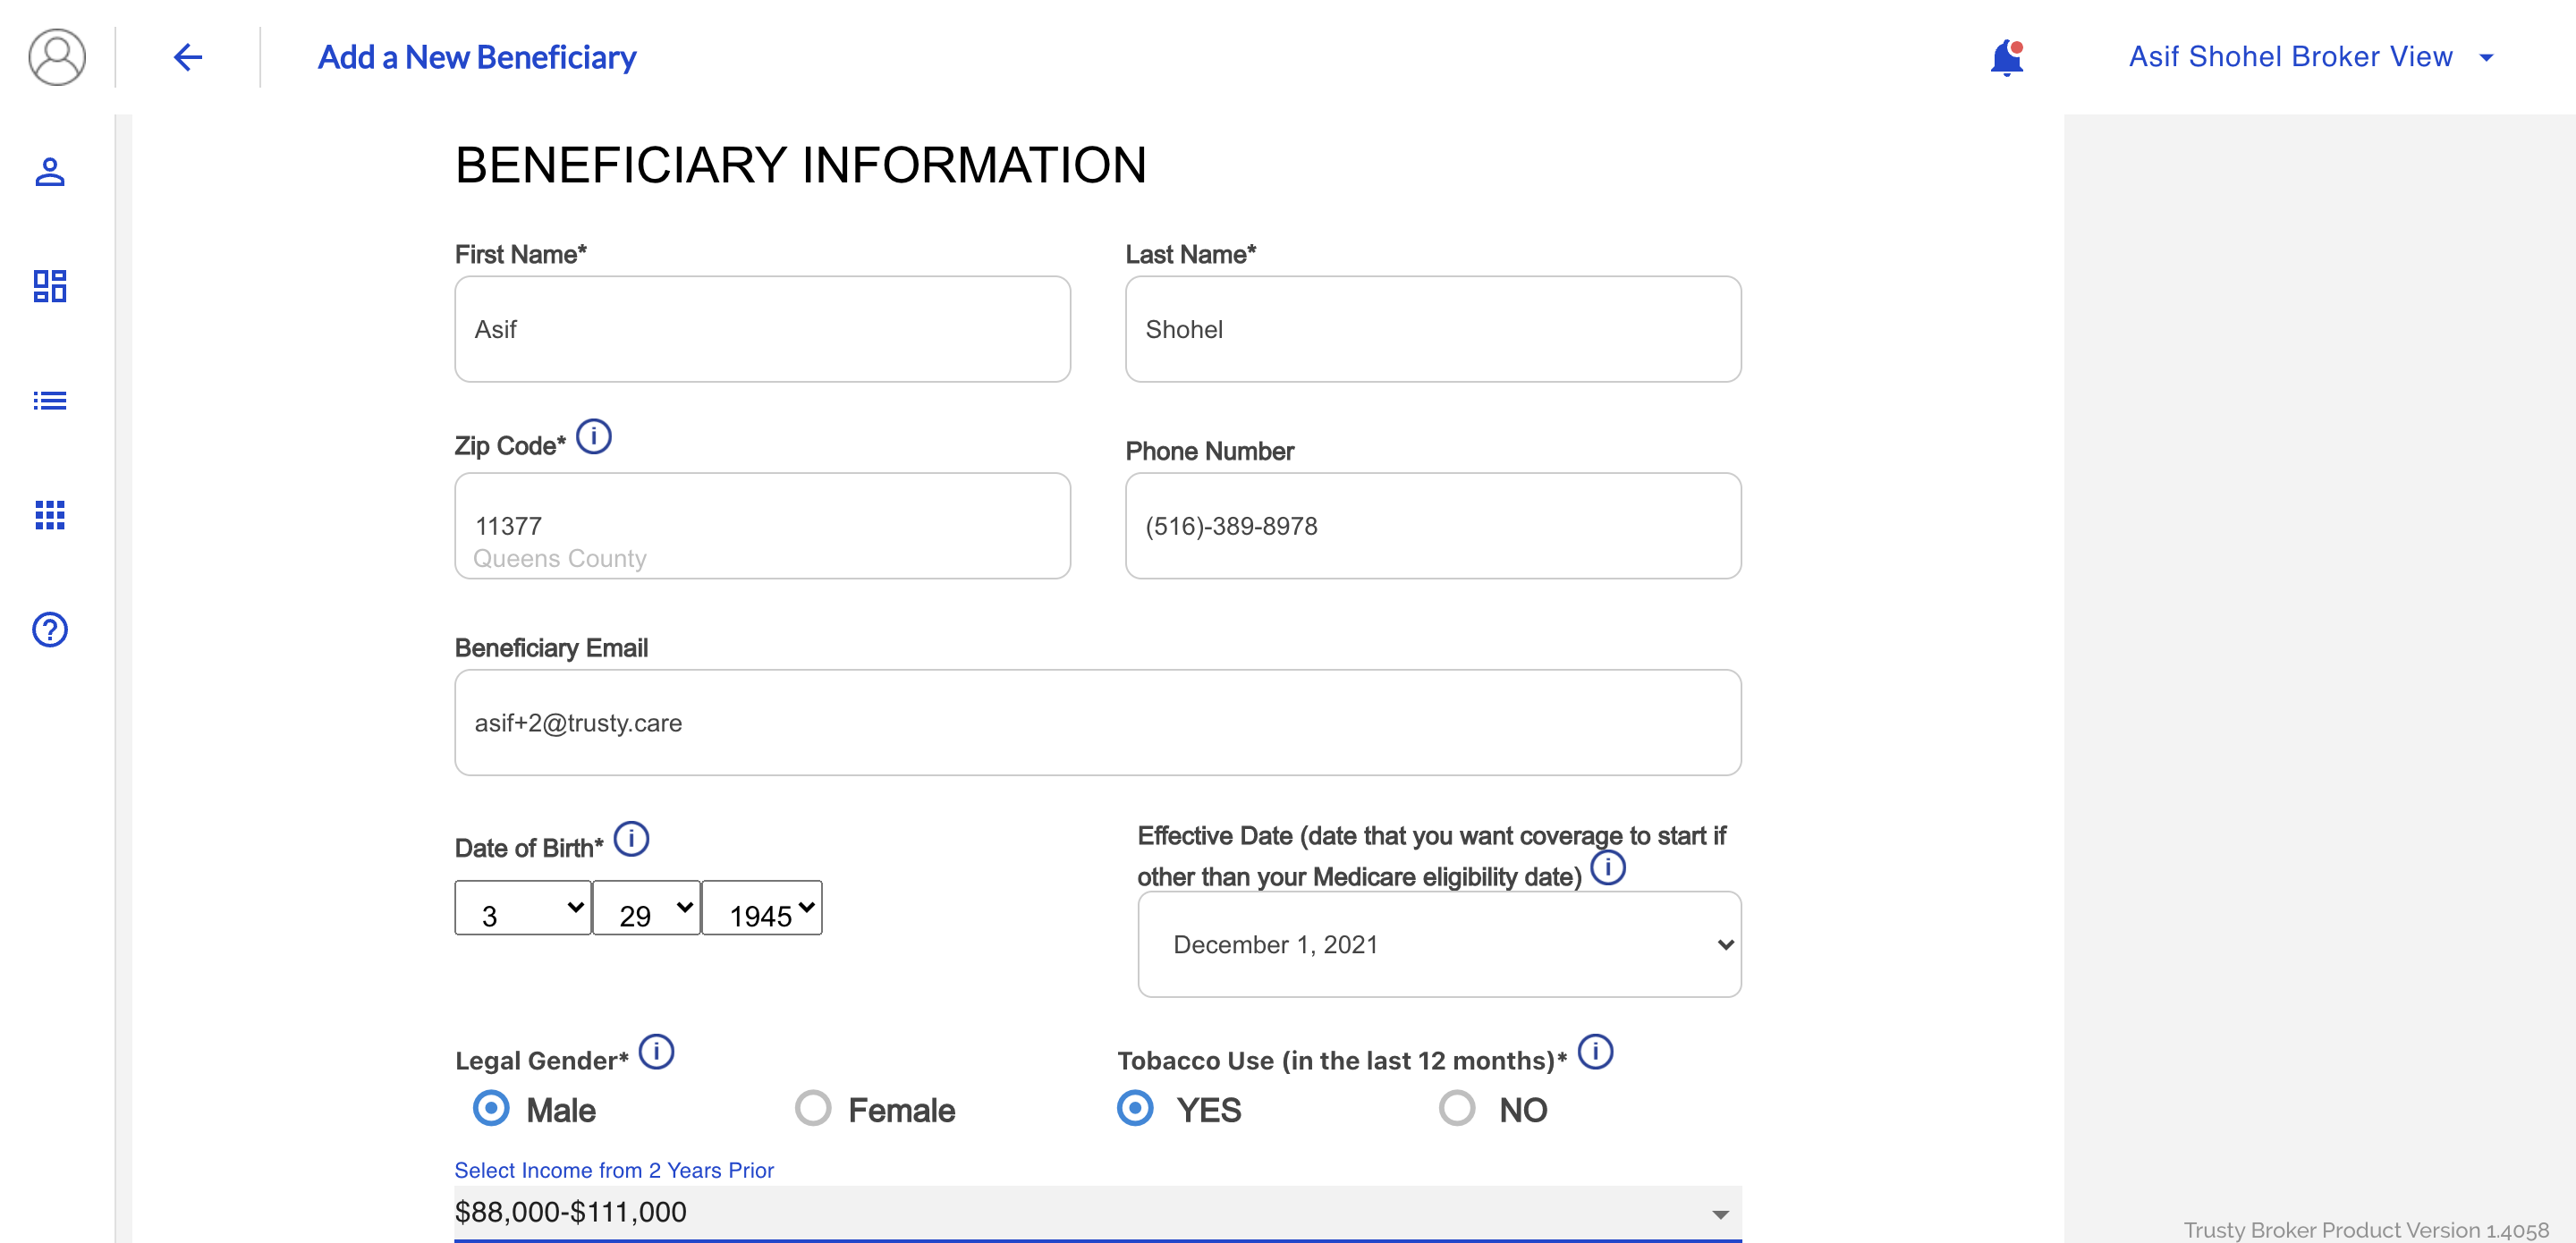 Add a New Beneficiary
Asif Shohel Broker View
BENEFICIARY INFORMATION
First Name*
Last Name*
Asif
Shohel
Zip Code*
Phone Number
11377
Queens County
(516)-389-8978
Beneficiary Email
asif+2@trusty.care
Date of Birth*
Effective Date (date that you want coverage to start if
other than your Medicare eligibility date)
3 29 1945
December 1, 2021
Legal Gender*
Tobacco Use (in the last 12 months)*
Male Female
YES NO
Select Income from 2 Years Prior
$88,000-$111,000
Trusty Broker Product Version 1.4058